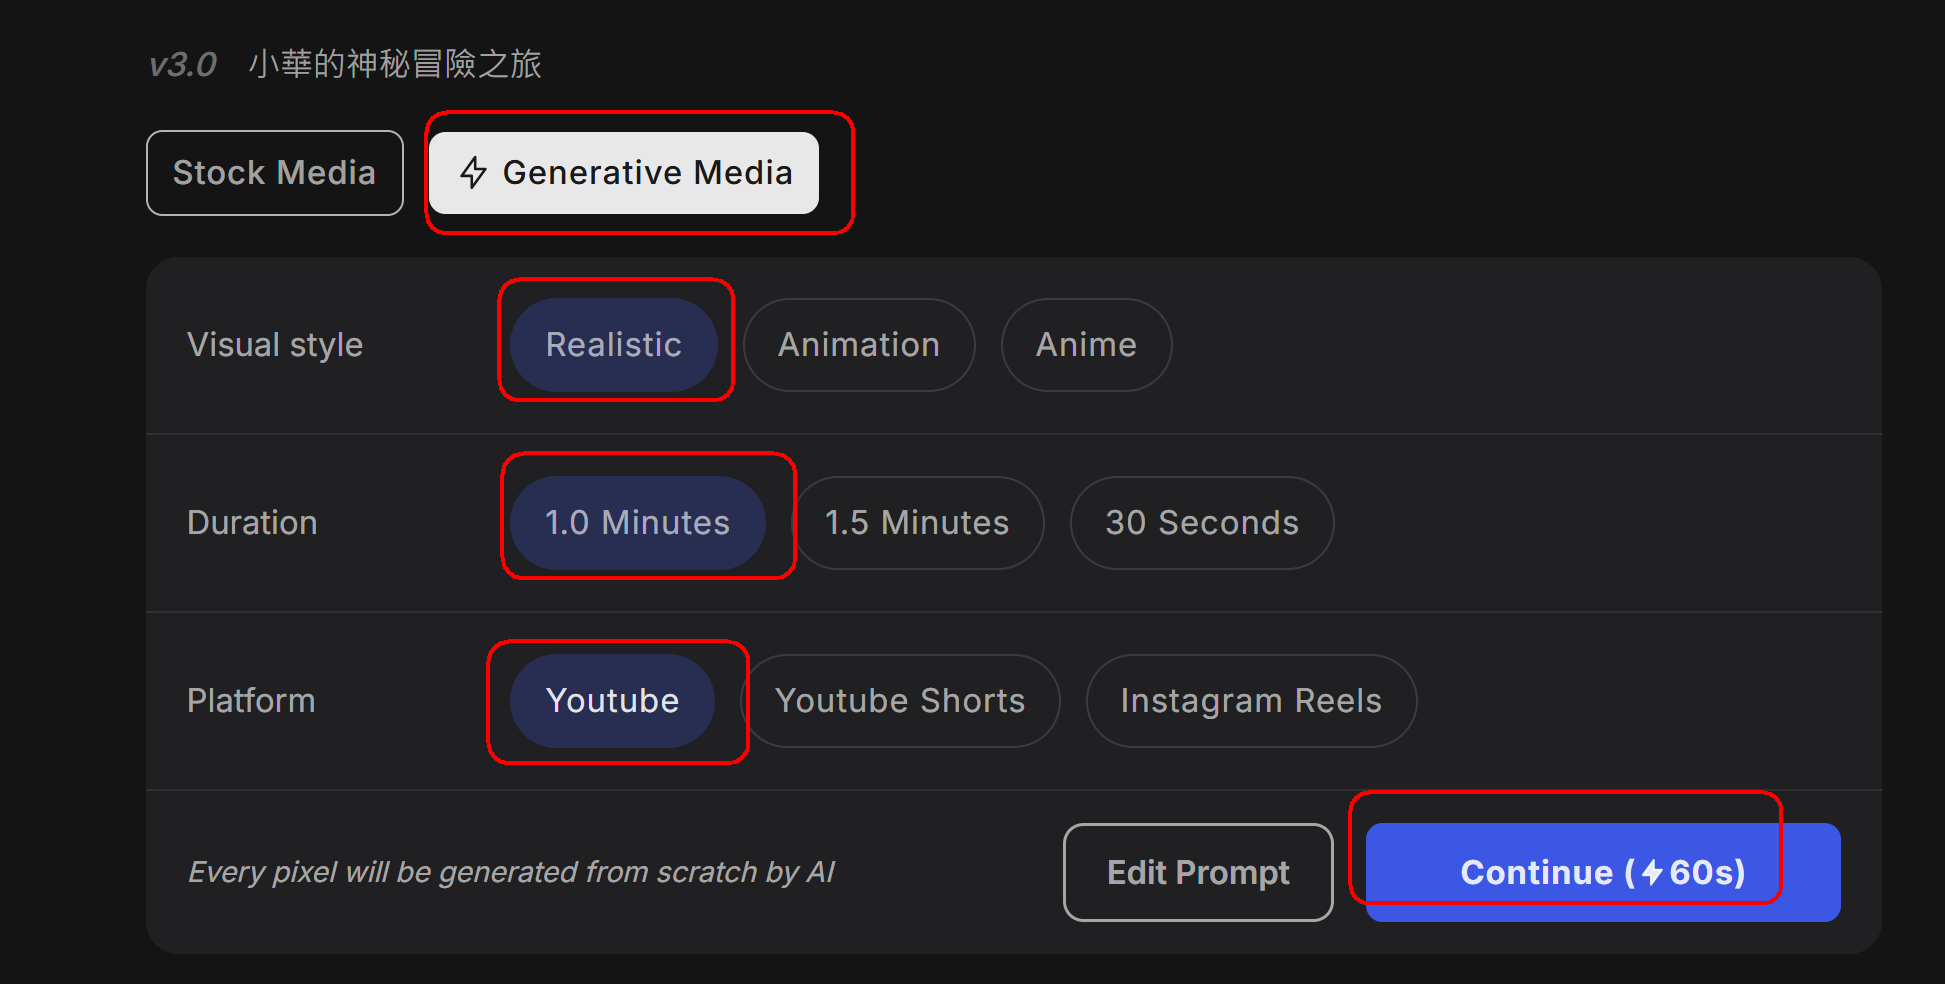 v3.0 小華的神秘冒險之旅
Stock Media Generative Media
Visual style Realistic Animation Anime
Duration 1.0 Minutes 1.5 Minutes 30 Seconds
Platform Youtube Youtube Shorts Instagram Reels
Every pixel will be generated from scratch by AI Edit Prompt Continue (⚡60s)